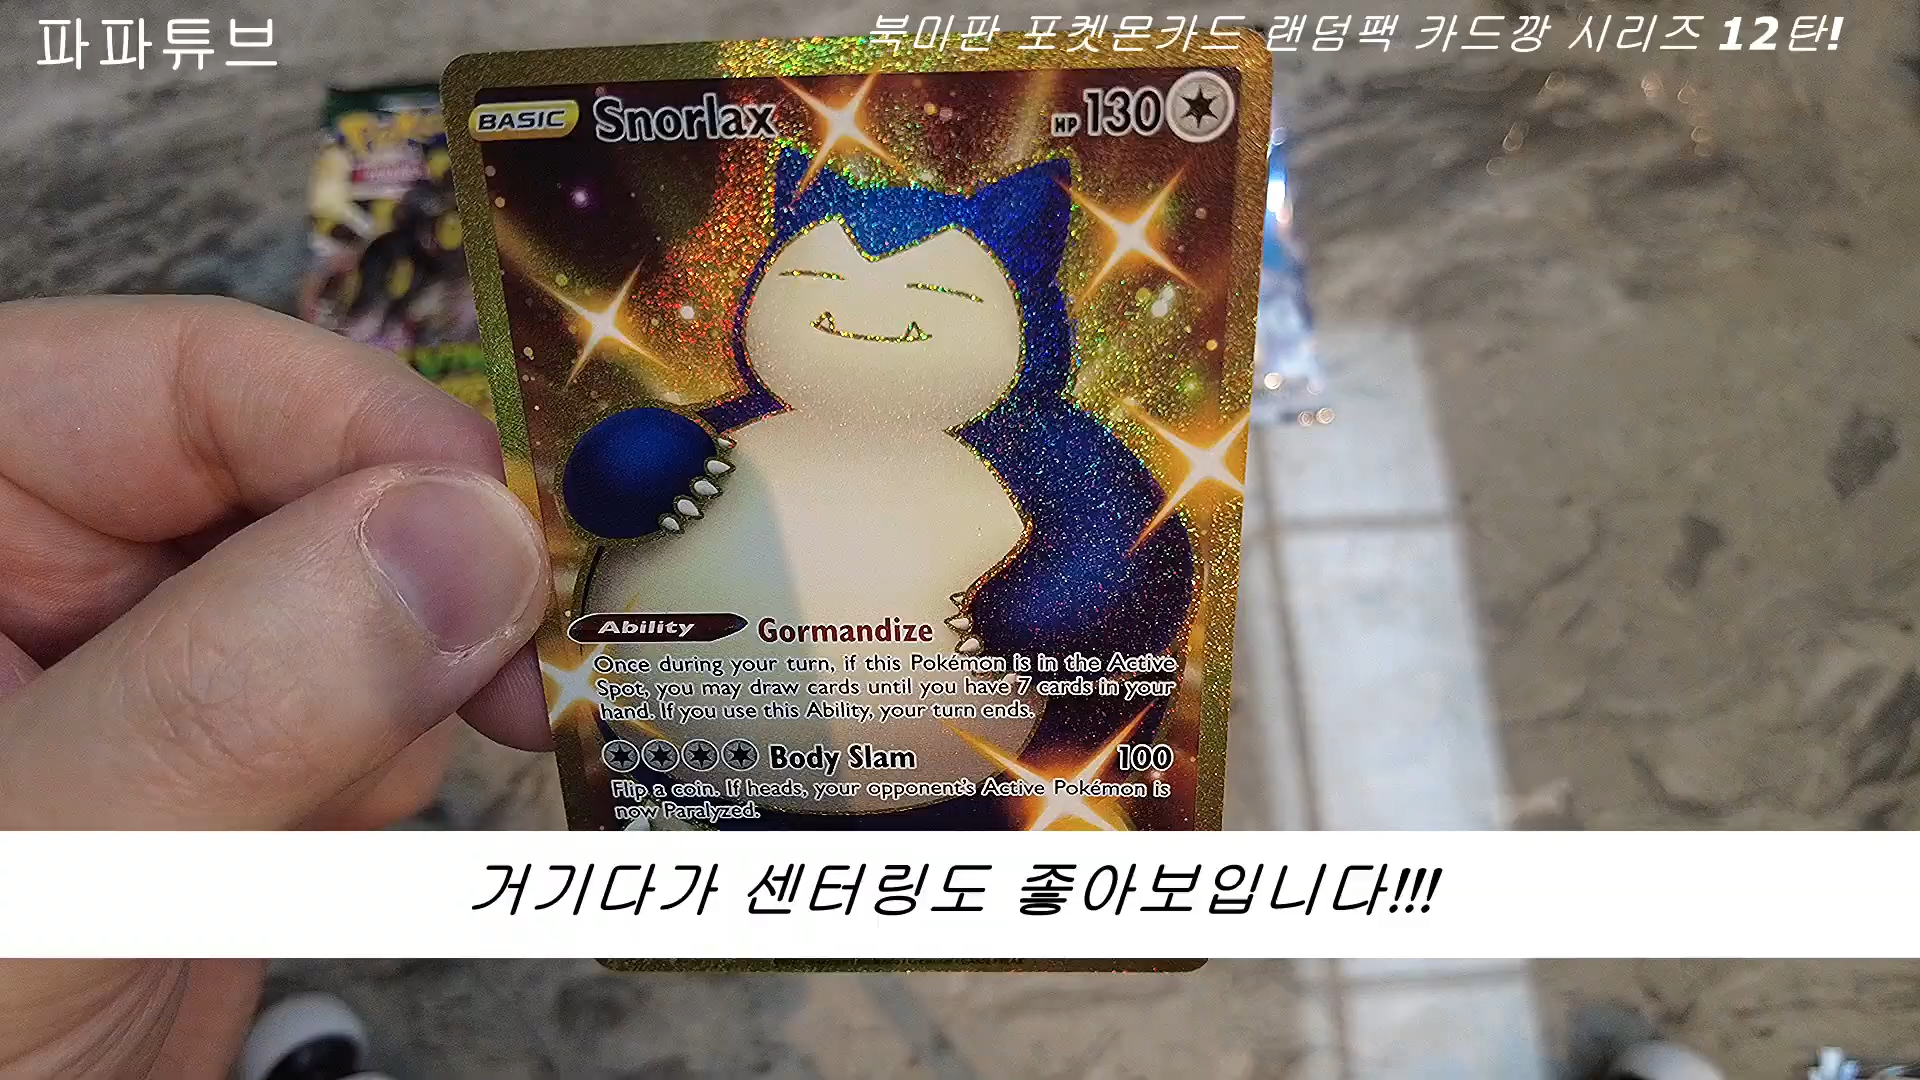 파파튜브
북미판 포켓몬카드 랜덤팩 카드깡 시리즈 12탄!
BASIC Snorlax HP 130
Ability Gormandize
Once during your turn, if this Pokémon is in the Active
Spot, you may draw cards until you have 7 cards in your
hand. If you use this Ability, your turn ends.
Body Slam 100
Flip a coin. If heads, your opponent's Active Pokémon is
now Paralyzed.
거기다가 센터링도 좋아보입니다!!!